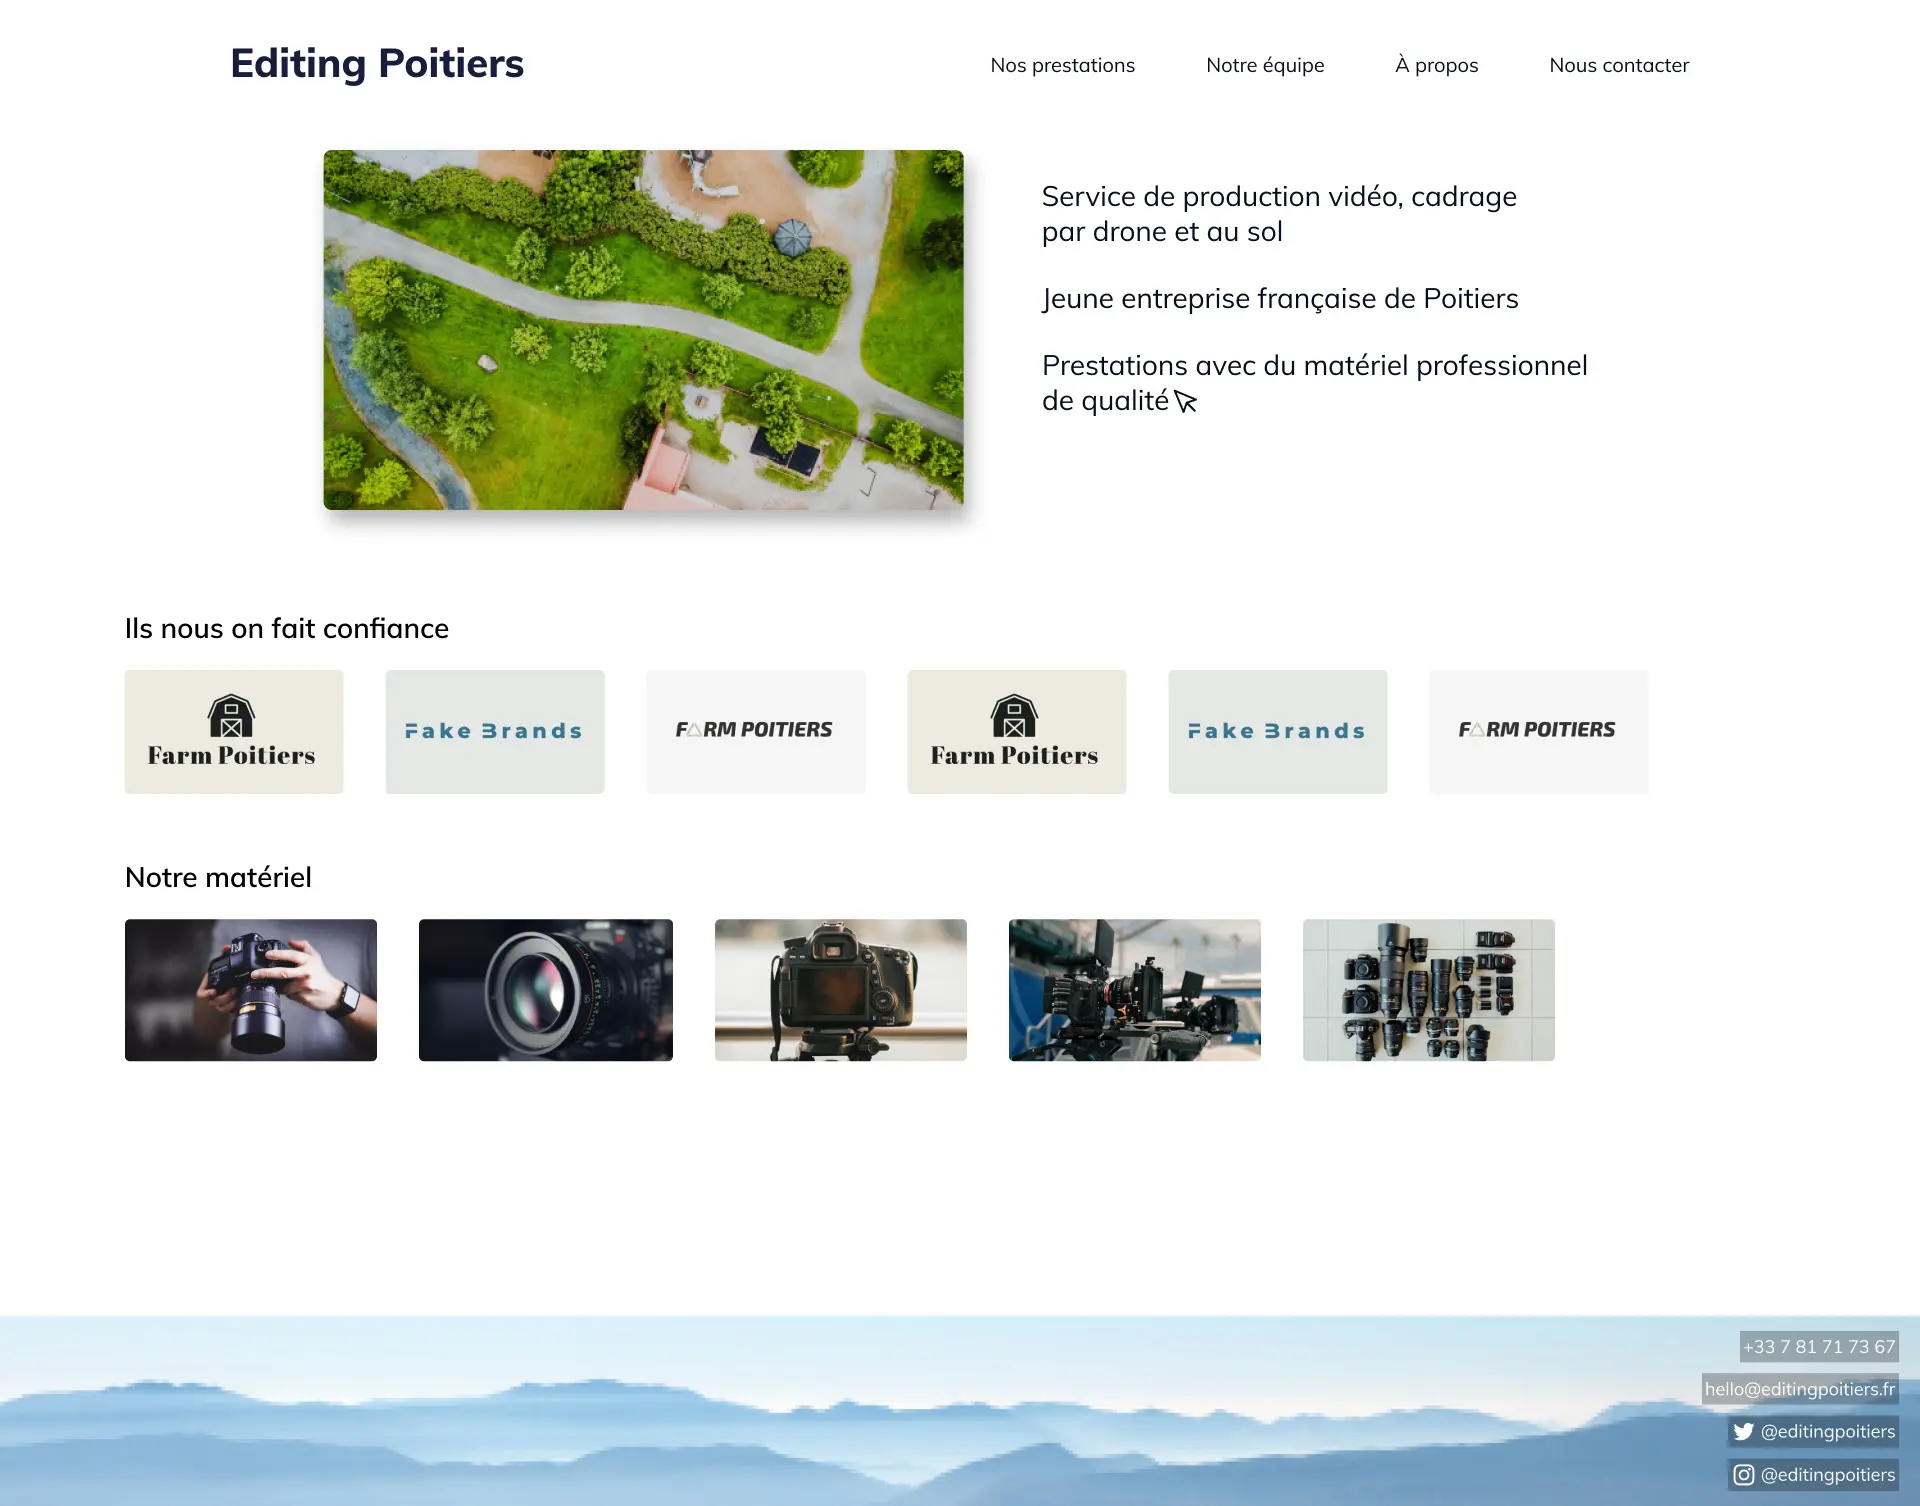 Editing Poitiers
Nos prestations
Notre équipe
À propos
Nous contacter
Service de production vidéo, cadrage
par drone et au sol
Jeune entreprise française de Poitiers
Prestations avec du matériel professionnel
de qualité
Ils nous on fait confiance
Farm Poitiers
Fake Brands
FARM POITIERS
Farm Poitiers
Fake Brands
FARM POITIERS
Notre matériel
+33 7 81 71 73 67
hello@editingpoitiers.fr
@editingpoitiers
@editingpoitiers